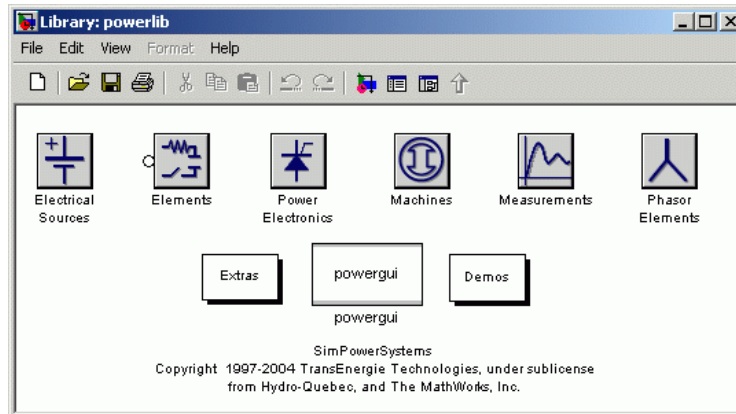 Library: powerlib
File Edit View Format Help
Electrical Sources
Elements
Power Electronics
Machines
Measurements
Phasor Elements
Extras
powergui
Demos
powergui
SimPowerSystems
Copyright 1997-2004 TransEnergie Technologies, under sublicense
from Hydro-Quebec, and The MathWorks, Inc.